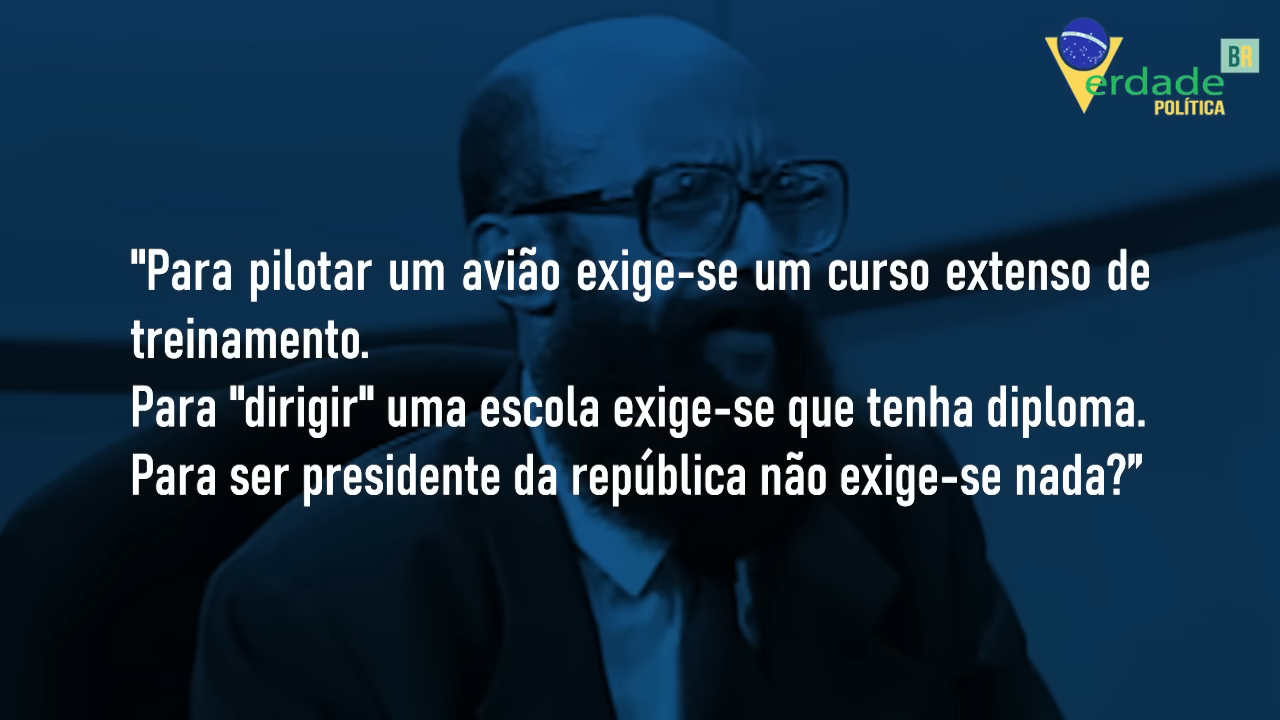 Verdade BR
POLÍTICA
"Para pilotar um avião exige-se um curso extenso de
treinamento.
Para "dirigir" uma escola exige-se que tenha diploma.
Para ser presidente da república não exige-se nada?”